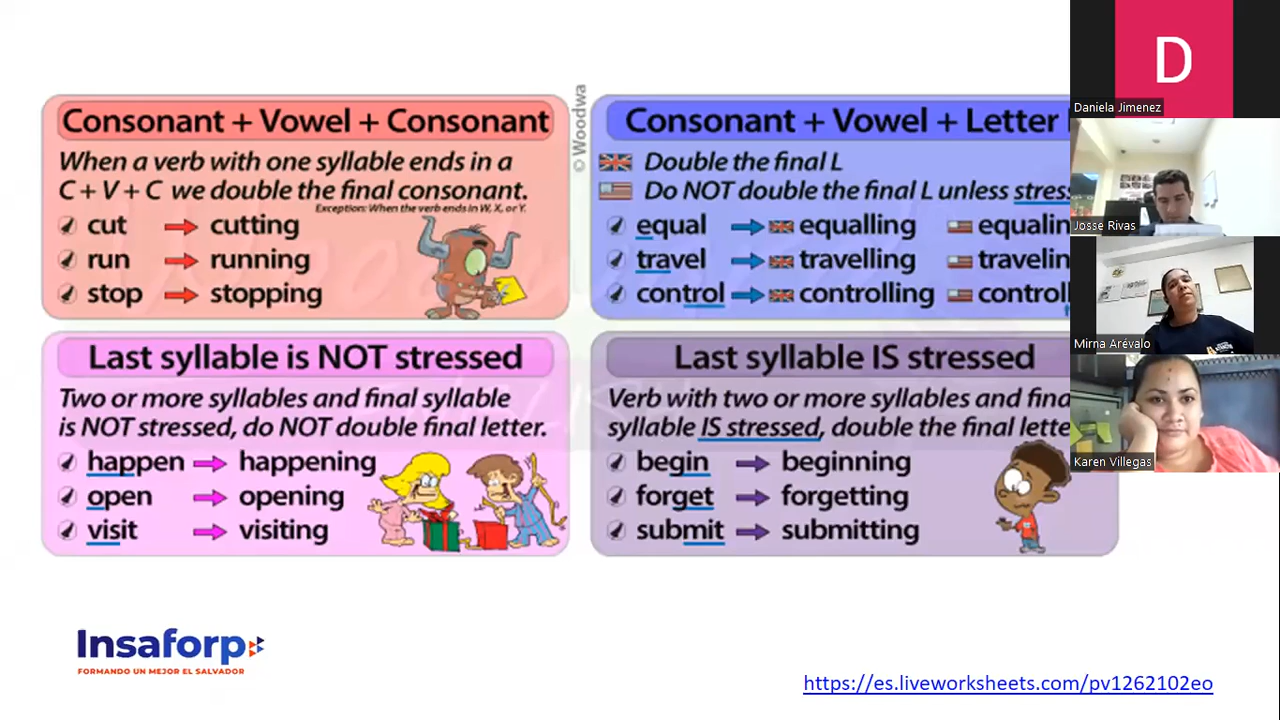 Consonant + Vowel + Consonant
When a verb with one syllable ends in a
C + V + C we double the final consonant.
Exception: When the verb ends in W, X, or Y.
cut cutting
run running
stop stopping
© Woodwa
Consonant + Vowel + Letter
Double the final L
Do NOT double the final L unless stres
equal equalling equalin
travel travelling travelin
control controlling controll
Last syllable is NOT stressed
Two or more syllables and final syllable
is NOT stressed, do NOT double final letter.
happen happening
open opening
visit visiting
Last syllable IS stressed
Verb with two or more syllables and fina
syllable IS stressed, double the final lette
begin beginning
forget forgetting
submit submitting
Insaforp
FORMANDO UN MEJOR EL SALVADOR
https://es.liveworksheets.com/pv1262102eo
D
Daniela Jimenez
Josse Rivas
Mirna Arévalo
Karen Villegas